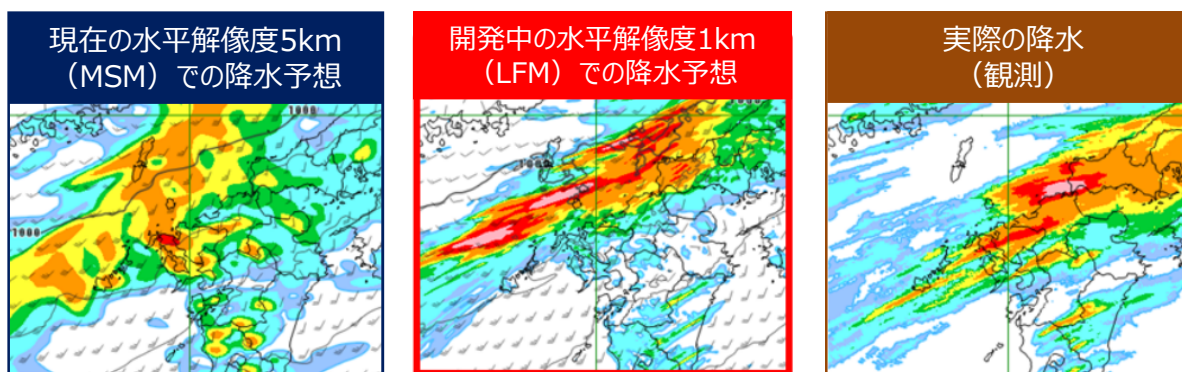 現在の水平解像度5km
（MSM）での降水予想
開発中の水平解像度1km
（LFM）での降水予想
実際の降水
（観測）
1008
1000